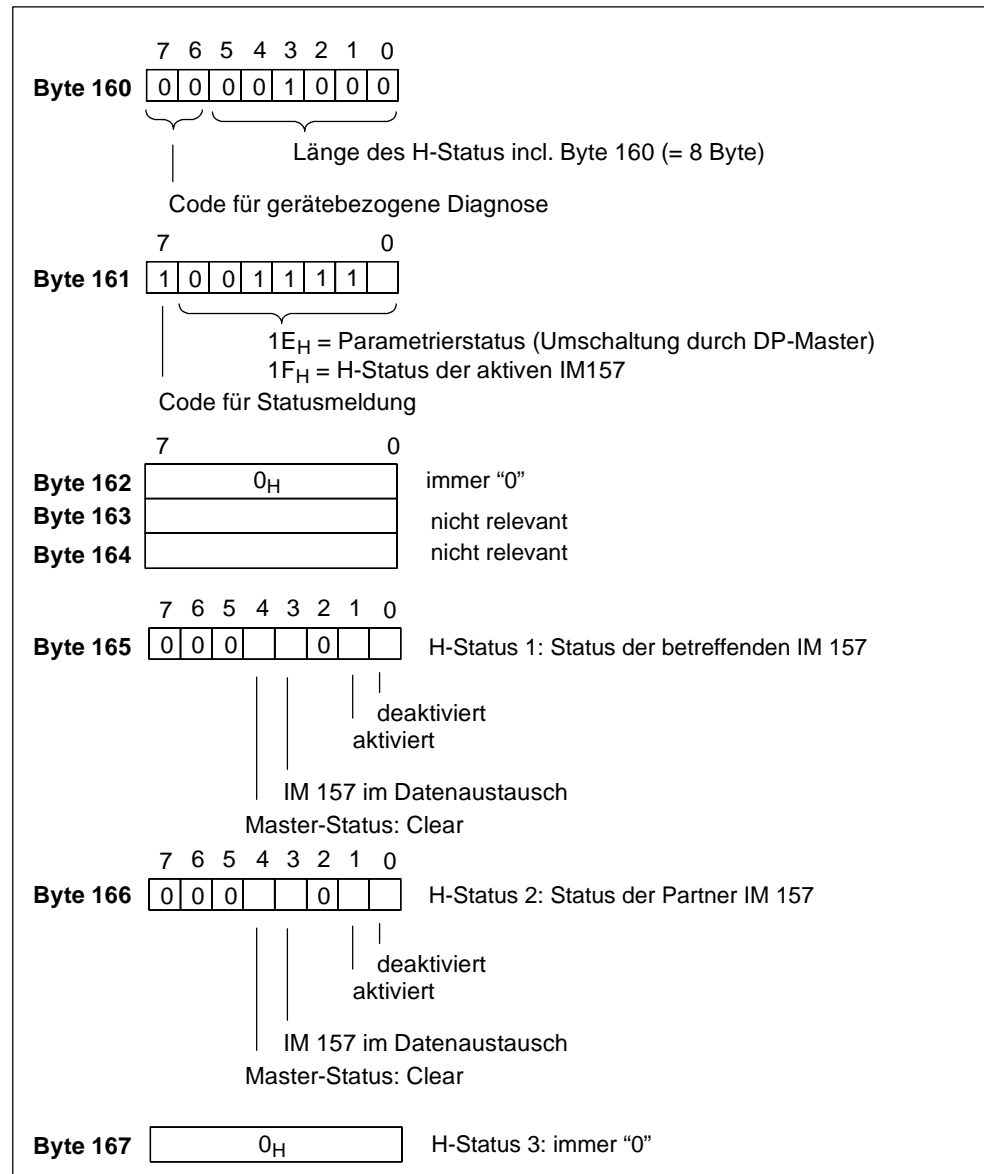 7 6 5 4 3 2 1 0
Byte 160 0 0 0 0 1 0 0 0
Länge des H-Status incl. Byte 160 (= 8 Byte)
Code für gerätebezogene Diagnose
7 0
Byte 161 1 0 0 1 1 1 1
1EH = Parametrierstatus (Umschaltung durch DP-Master)
1FH = H-Status der aktiven IM157
Code für Statusmeldung
7 0
Byte 162 0H immer “0”
Byte 163 nicht relevant
Byte 164 nicht relevant
7 6 5 4 3 2 1 0
Byte 165 0 0 0 0 H-Status 1: Status der betreffenden IM 157
deaktiviert
aktiviert
IM 157 im Datenaustausch
Master-Status: Clear
7 6 5 4 3 2 1 0
Byte 166 0 0 0 0 H-Status 2: Status der Partner IM 157
deaktiviert
aktiviert
IM 157 im Datenaustausch
Master-Status: Clear
Byte 167 0H H-Status 3: immer “0”